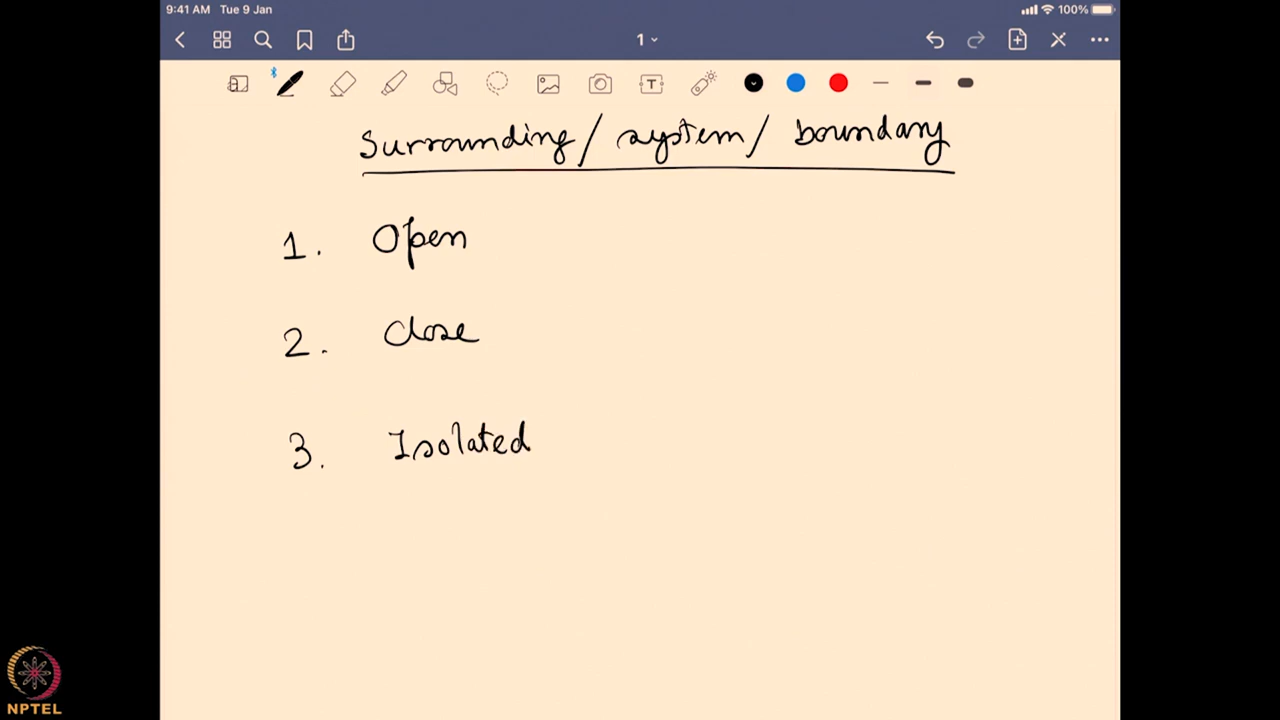 9:41 AM Tue 9 Jan
100%
1
T
Surrounding / system / boundary
1. Open
2. Close
3. Isolated
NPTEL